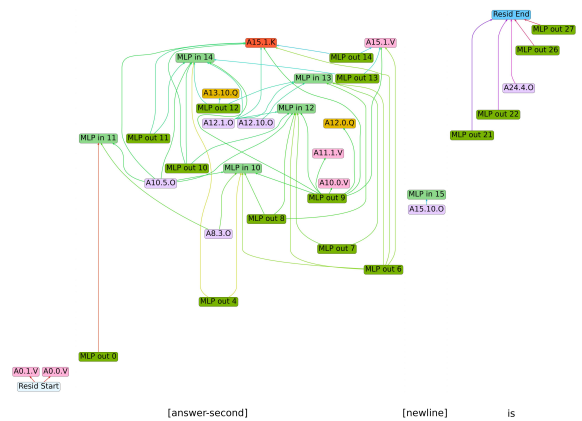 Resid End
MLP out 27
A15.1.K
A15.1.V
MLP out 26
MLP in 14
MLP out 14
MLP in 13
MLP out 13
A24.4.O
A13.10.Q
MLP out 12
MLP in 12
MLP out 22
A12.1.O
A12.10.O
A12.0.Q
MLP out 21
MLP in 11
MLP out 11
A11.1.V
MLP out 10
MLP in 10
A10.5.O
A10.0.V
MLP out 9
MLP in 15
A15.10.O
MLP out 8
A8.3.O
MLP out 7
MLP out 6
MLP out 4
MLP out 0
A0.1.V
A0.0.V
Resid Start
[answer-second]
[newline]
is